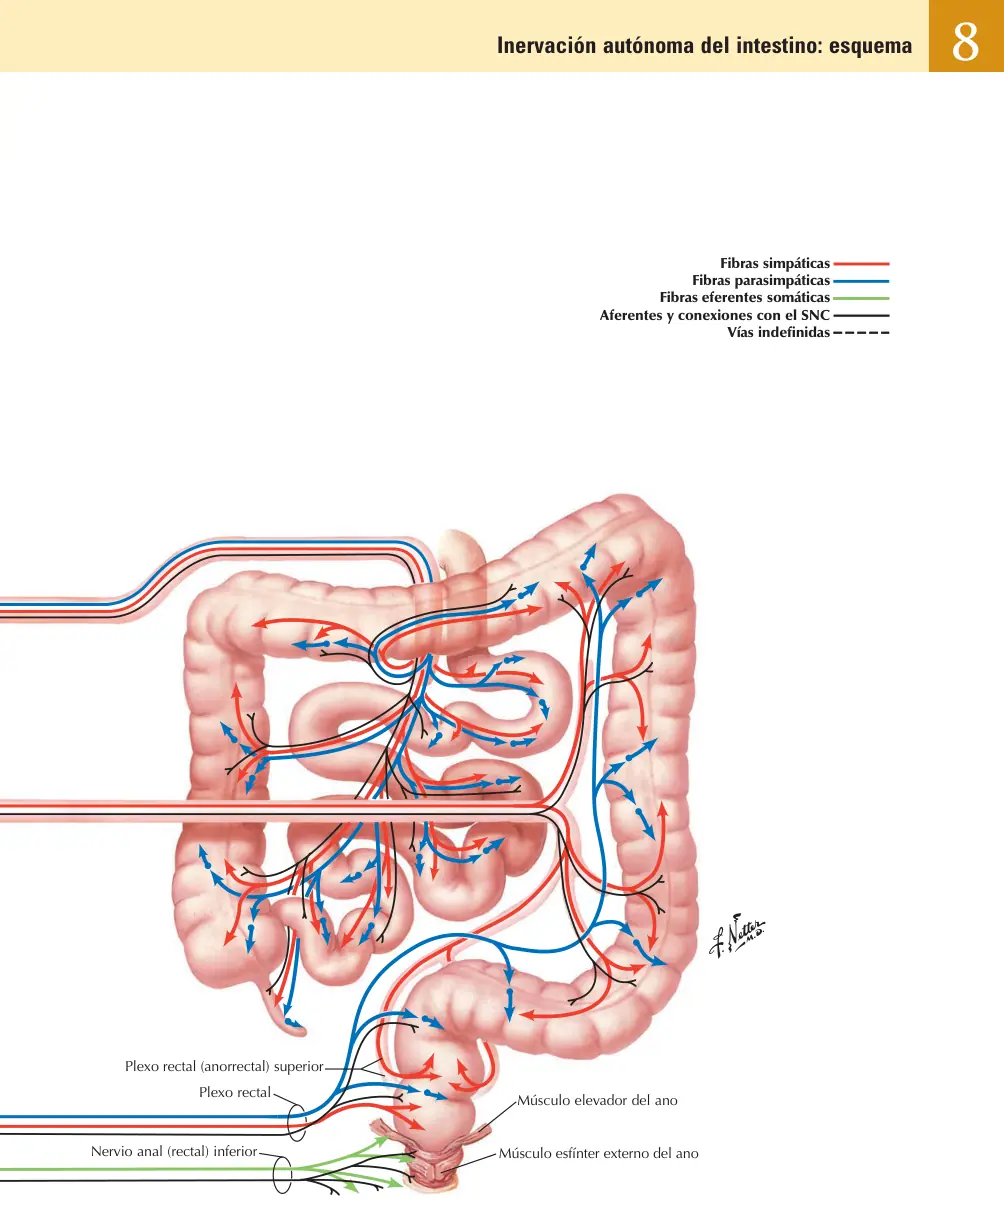 Inervación autónoma del intestino: esquema
8
Fibras simpáticas
Fibras parasimpáticas
Fibras eferentes somáticas
Aferentes y conexiones con el SNC
Vías indefinidas
F. Netter
M.D.
Plexo rectal (anorrectal) superior
Plexo rectal
Músculo elevador del ano
Nervio anal (rectal) inferior
Músculo esfínter externo del ano